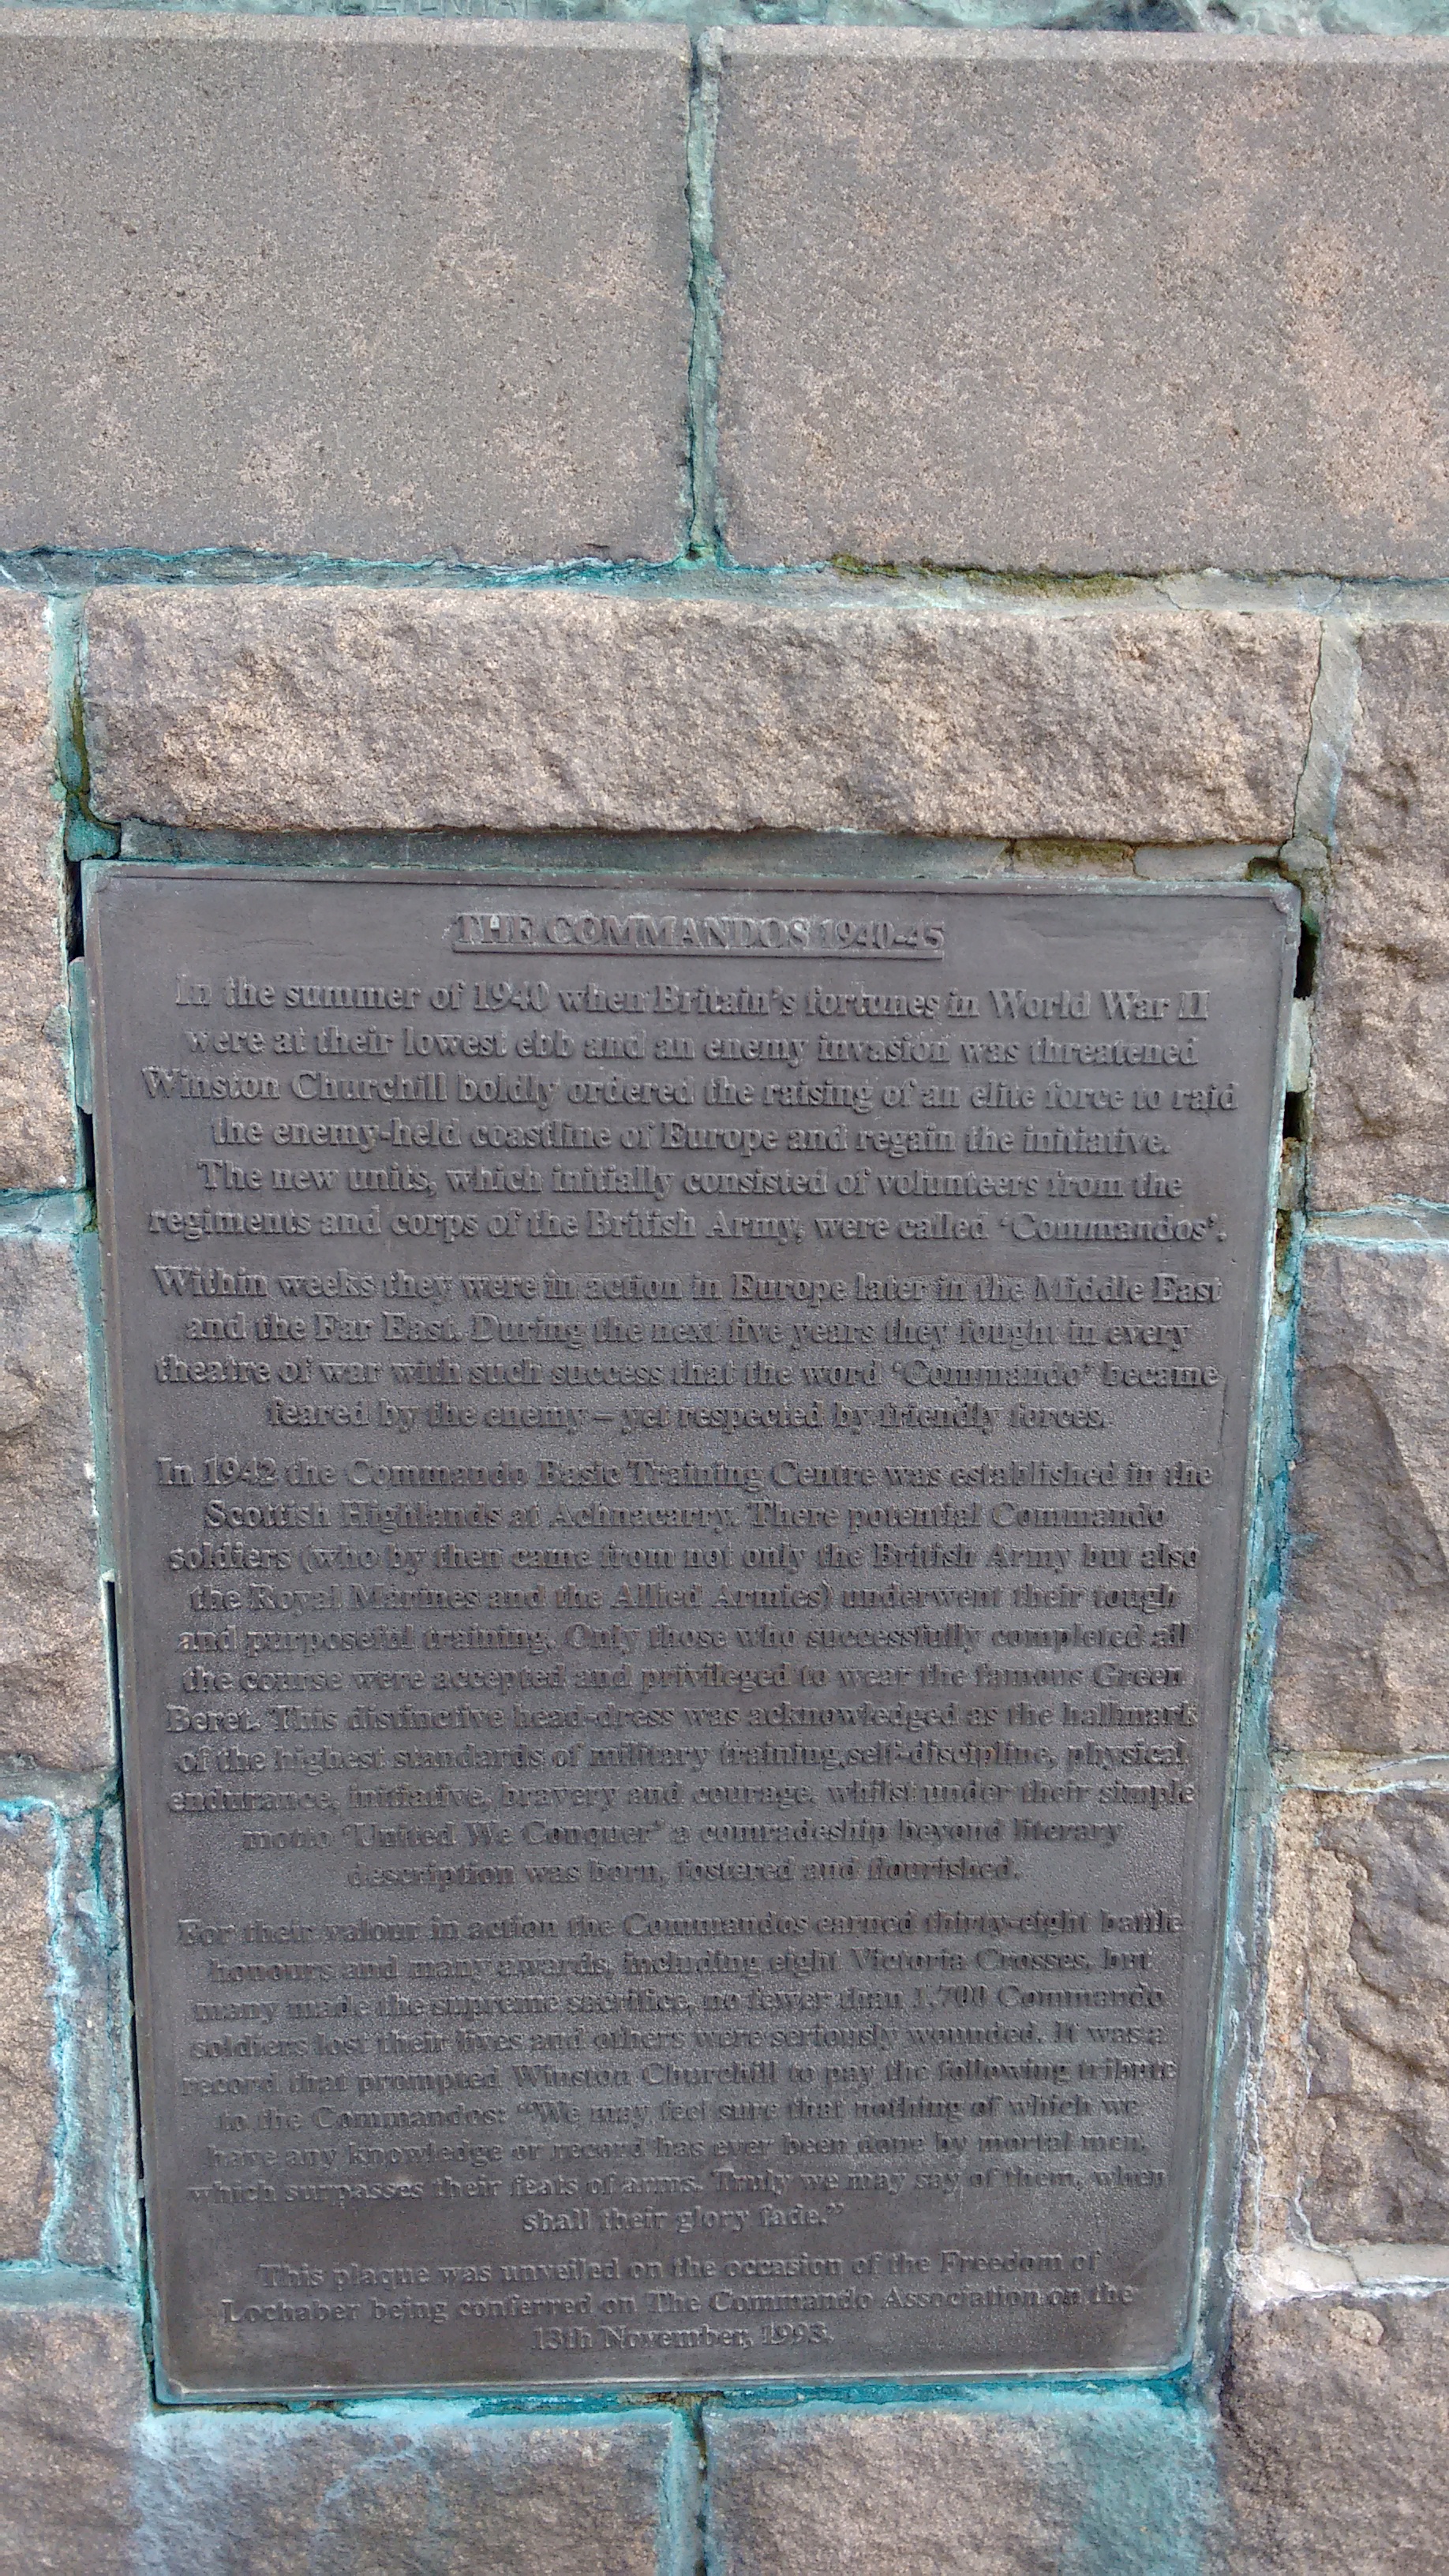 THE COMMANDOS 1940-45
In the summer of 1940 when Britain's fortunes in World War II
were at their lowest ebb and an enemy invasion was threatened
Winston Churchill boldly ordered the raising of an elite force to raid
the enemy-held coastline of Europe and regain the initiative.
The new units, which initially consisted of volunteers from the
regiments and corps of the British Army, were called 'Commandos'.
Within weeks they were in action in Europe later in the Middle East
and the Far East. During the next five years they fought in every
theatre of war with such success that the word 'Commando' became
feared by the enemy – yet respected by friendly forces.
In 1942 the Commando Basic Training Centre was established in the
Scottish Highlands at Achnacarry. There potential Commando
soldiers (who by then came from not only the British Army but also
the Royal Marines and the Allied Armies) underwent their tough
and purposeful training. Only those who successfully completed all
the course were accepted and privileged to wear the famous Green
Beret. This distinctive head-dress was acknowledged as the hallmark
of the highest standards of military training, self-discipline, physical
endurance, initiative, bravery and courage, whilst under their simple
motto 'United We Conquer' a comradeship beyond literary
description was born, fostered and flourished.
For their valour in action the Commandos earned thirty-eight battle
honours and many awards, including eight Victoria Crosses, but
many made the supreme sacrifice, no fewer than 1,700 Commando
soldiers lost their lives and others were seriously wounded. It was a
record that prompted Winston Churchill to pay the following tribute
to the Commandos: "We may feel sure that nothing of which we
have any knowledge or record has ever been done by mortal men,
which surpasses their feats of arms. Truly we may say of them, when
shall their glory fade."
This plaque was unveiled on the occasion of the Freedom of
Lochaber being conferred on The Commando Association on the
13th November, 1993.